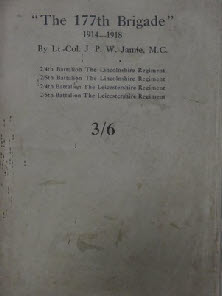 "The 177th Brigade"
1914—1918
By Lt-Col. J. P. W. Jamie, M.C.
2/4th Battalion The Lincolnshire Regiment
2/5th Battalion The Lincolnshire Regiment
2/4th Battalion The Leicestershire Regiment
2/5th Battalion The Leicestershire Regiment
3/6